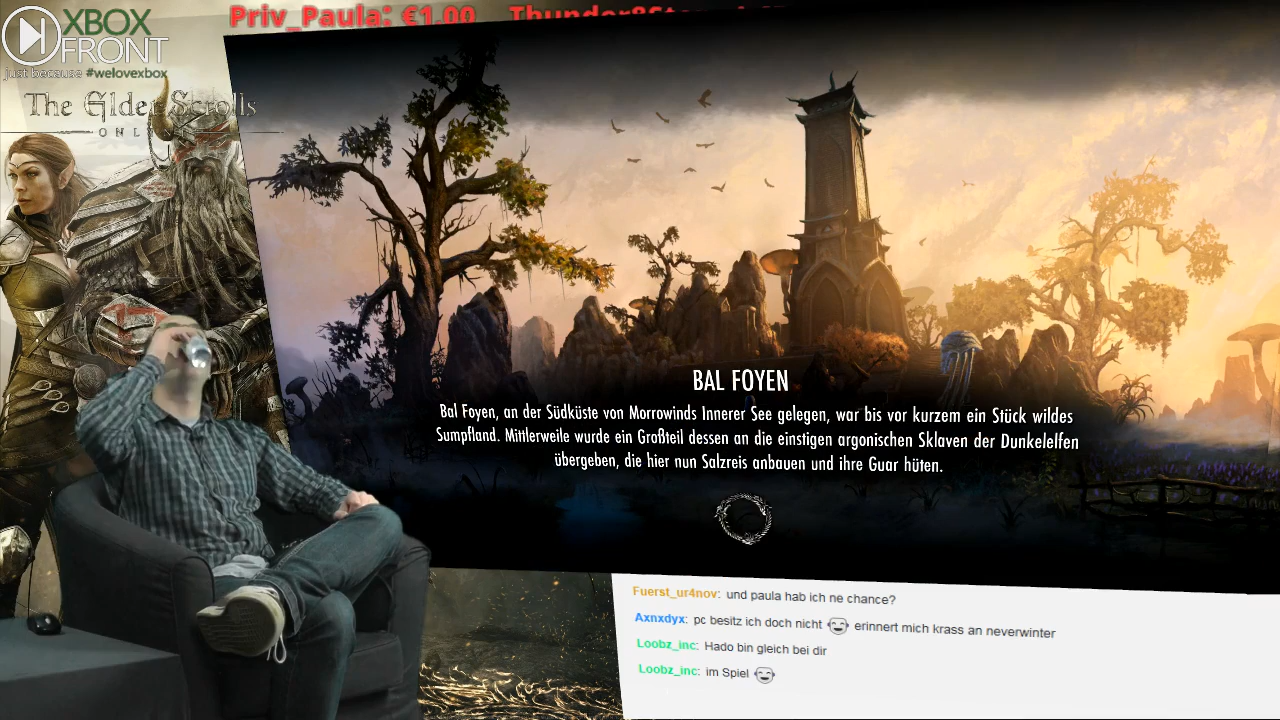 Priv_Paula: €1.00
XBOX
FRONT
just because #welovexbox
The Elder Scrolls
BAL FOYEN
Bal Foyen, an der Südküste von Morrowinds Innerer See gelegen, war bis vor kurzem ein Stück wildes
Sumpfland. Mittlerweile wurde ein Großteil dessen an die einstigen argonischen Sklaven der Dunkelelfen
übergeben, die hier nun Salzreis anbauen und ihre Guar hüten.
Fuerst_ur4nov: und paula hab ich ne chance?
Axnxdyx: pc besitz ich doch nicht erinnert mich krass an neverwinter
Loobz_inc: Hado bin gleich bei dir
Loobz_inc: im Spiel